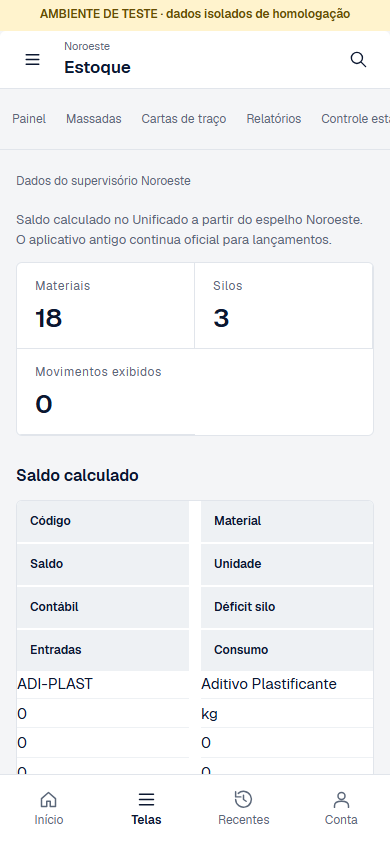 AMBIENTE DE TESTE · dados isolados de homologação
Noroeste
Estoque
Painel Massadas Cartas de traço Relatórios Controle
Dados do supervisório Noroeste
Saldo calculado no Unificado a partir do espelho Noroeste.
O aplicativo antigo continua oficial para lançamentos.
Materiais Silos
18 3
Movimentos exibidos
0
Saldo calculado
Código Material
Saldo Unidade
Contábil Déficit silo
Entradas Consumo
ADI-PLAST Aditivo Plastificante
0 kg
0 0
0 0
Início Telas Recentes Conta